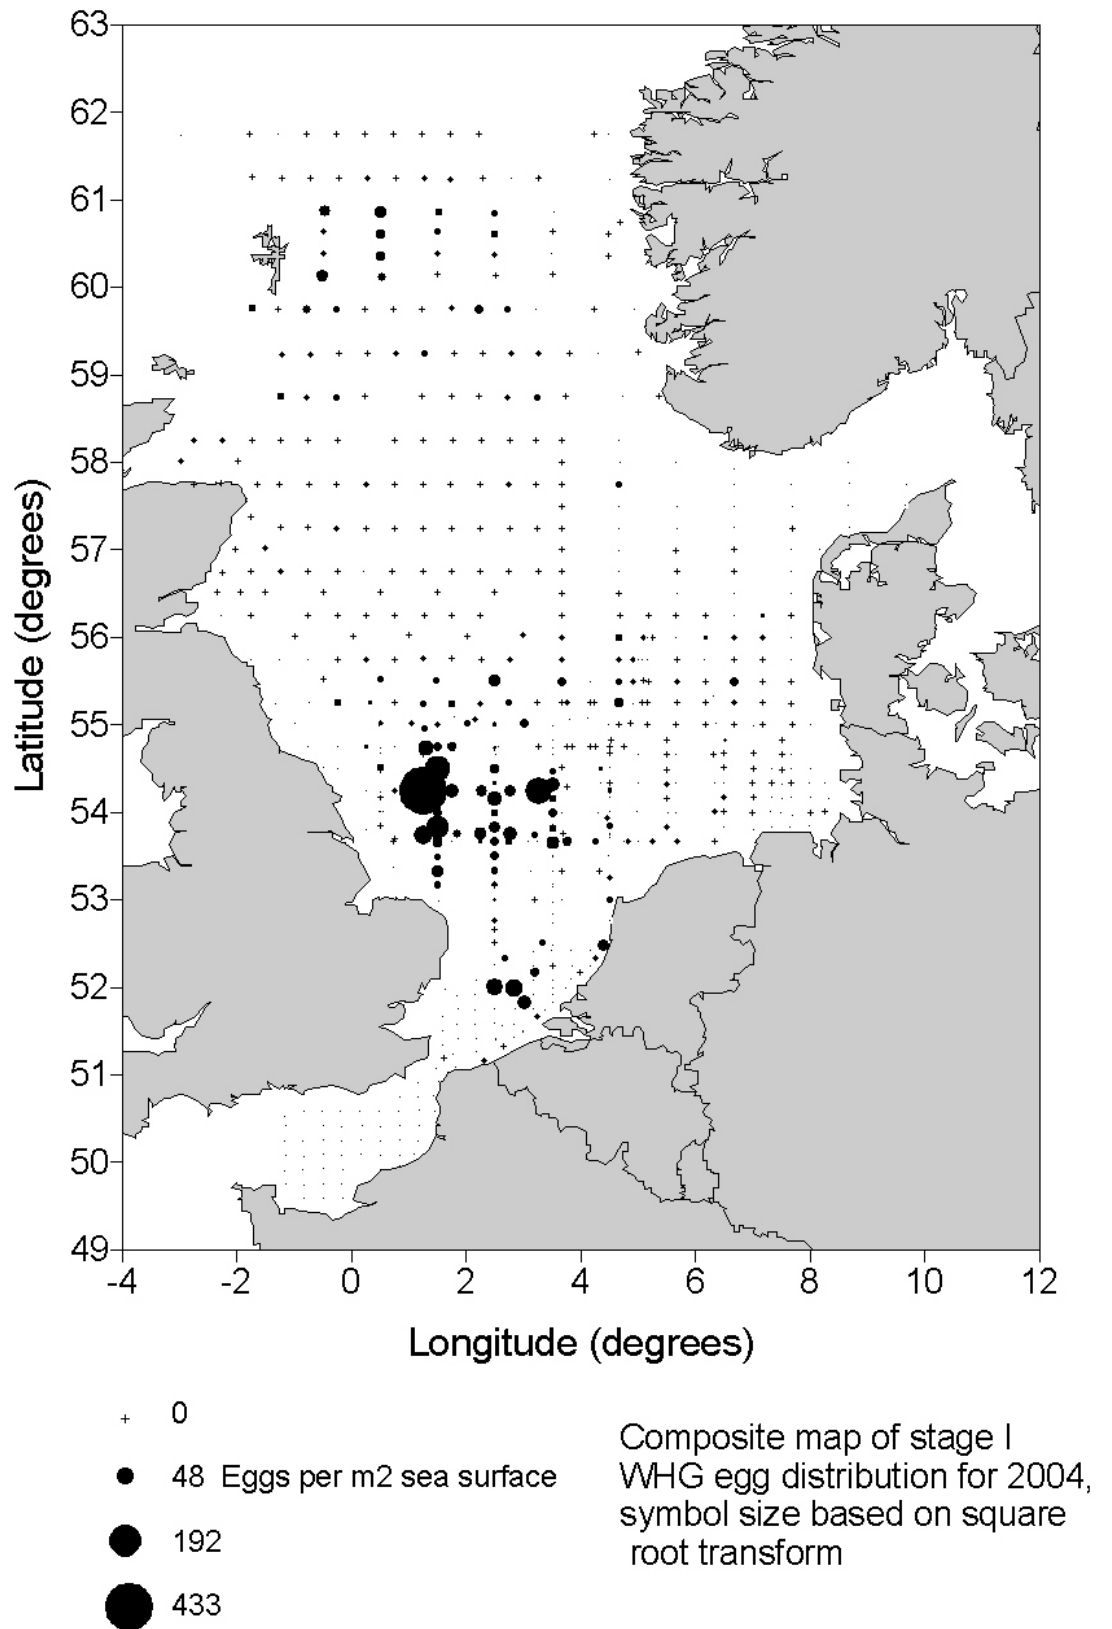 63
62
61
60
59
58
57
56
55
54
53
52
51
50
49
Latitude (degrees)
-4 -2 0 2 4 6 8 10 12
Longitude (degrees)
+ 0
48 Eggs per m2 sea surface
192
433
Composite map of stage I
WHG egg distribution for 2004,
symbol size based on square
root transform